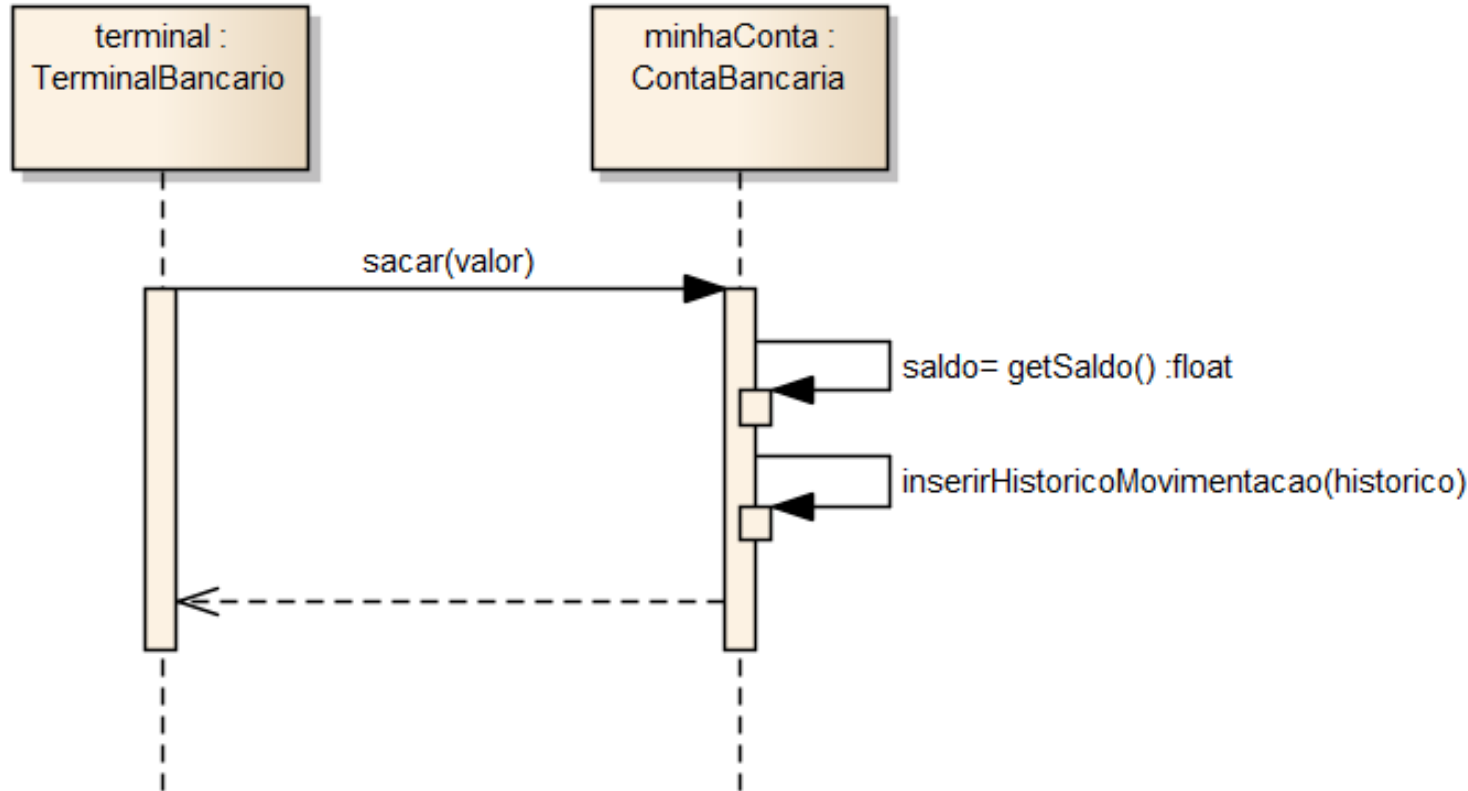 terminal :
TerminalBancario
minhaConta :
ContaBancaria
sacar(valor)
saldo= getSaldo() :float
inserirHistoricoMovimentacao(historico)